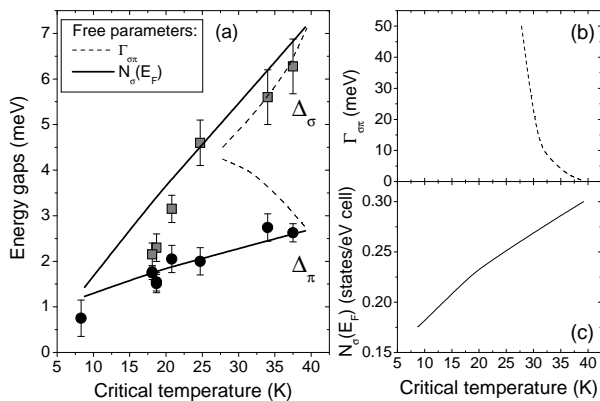 Free parameters:
Γσπ
Nσ(EF)
(a)
Δσ
Δπ
7
6
5
4
3
2
1
0
Energy gaps (meV)
5 10 15 20 25 30 35 40
Critical temperature (K)
(b)
50
40
30
20
10
0
Γσπ (meV)
(c)
0.30
0.25
0.20
0.15
Nσ(EF) (states/eV cell)
5 10 15 20 25 30 35 40
Critical temperature (K)